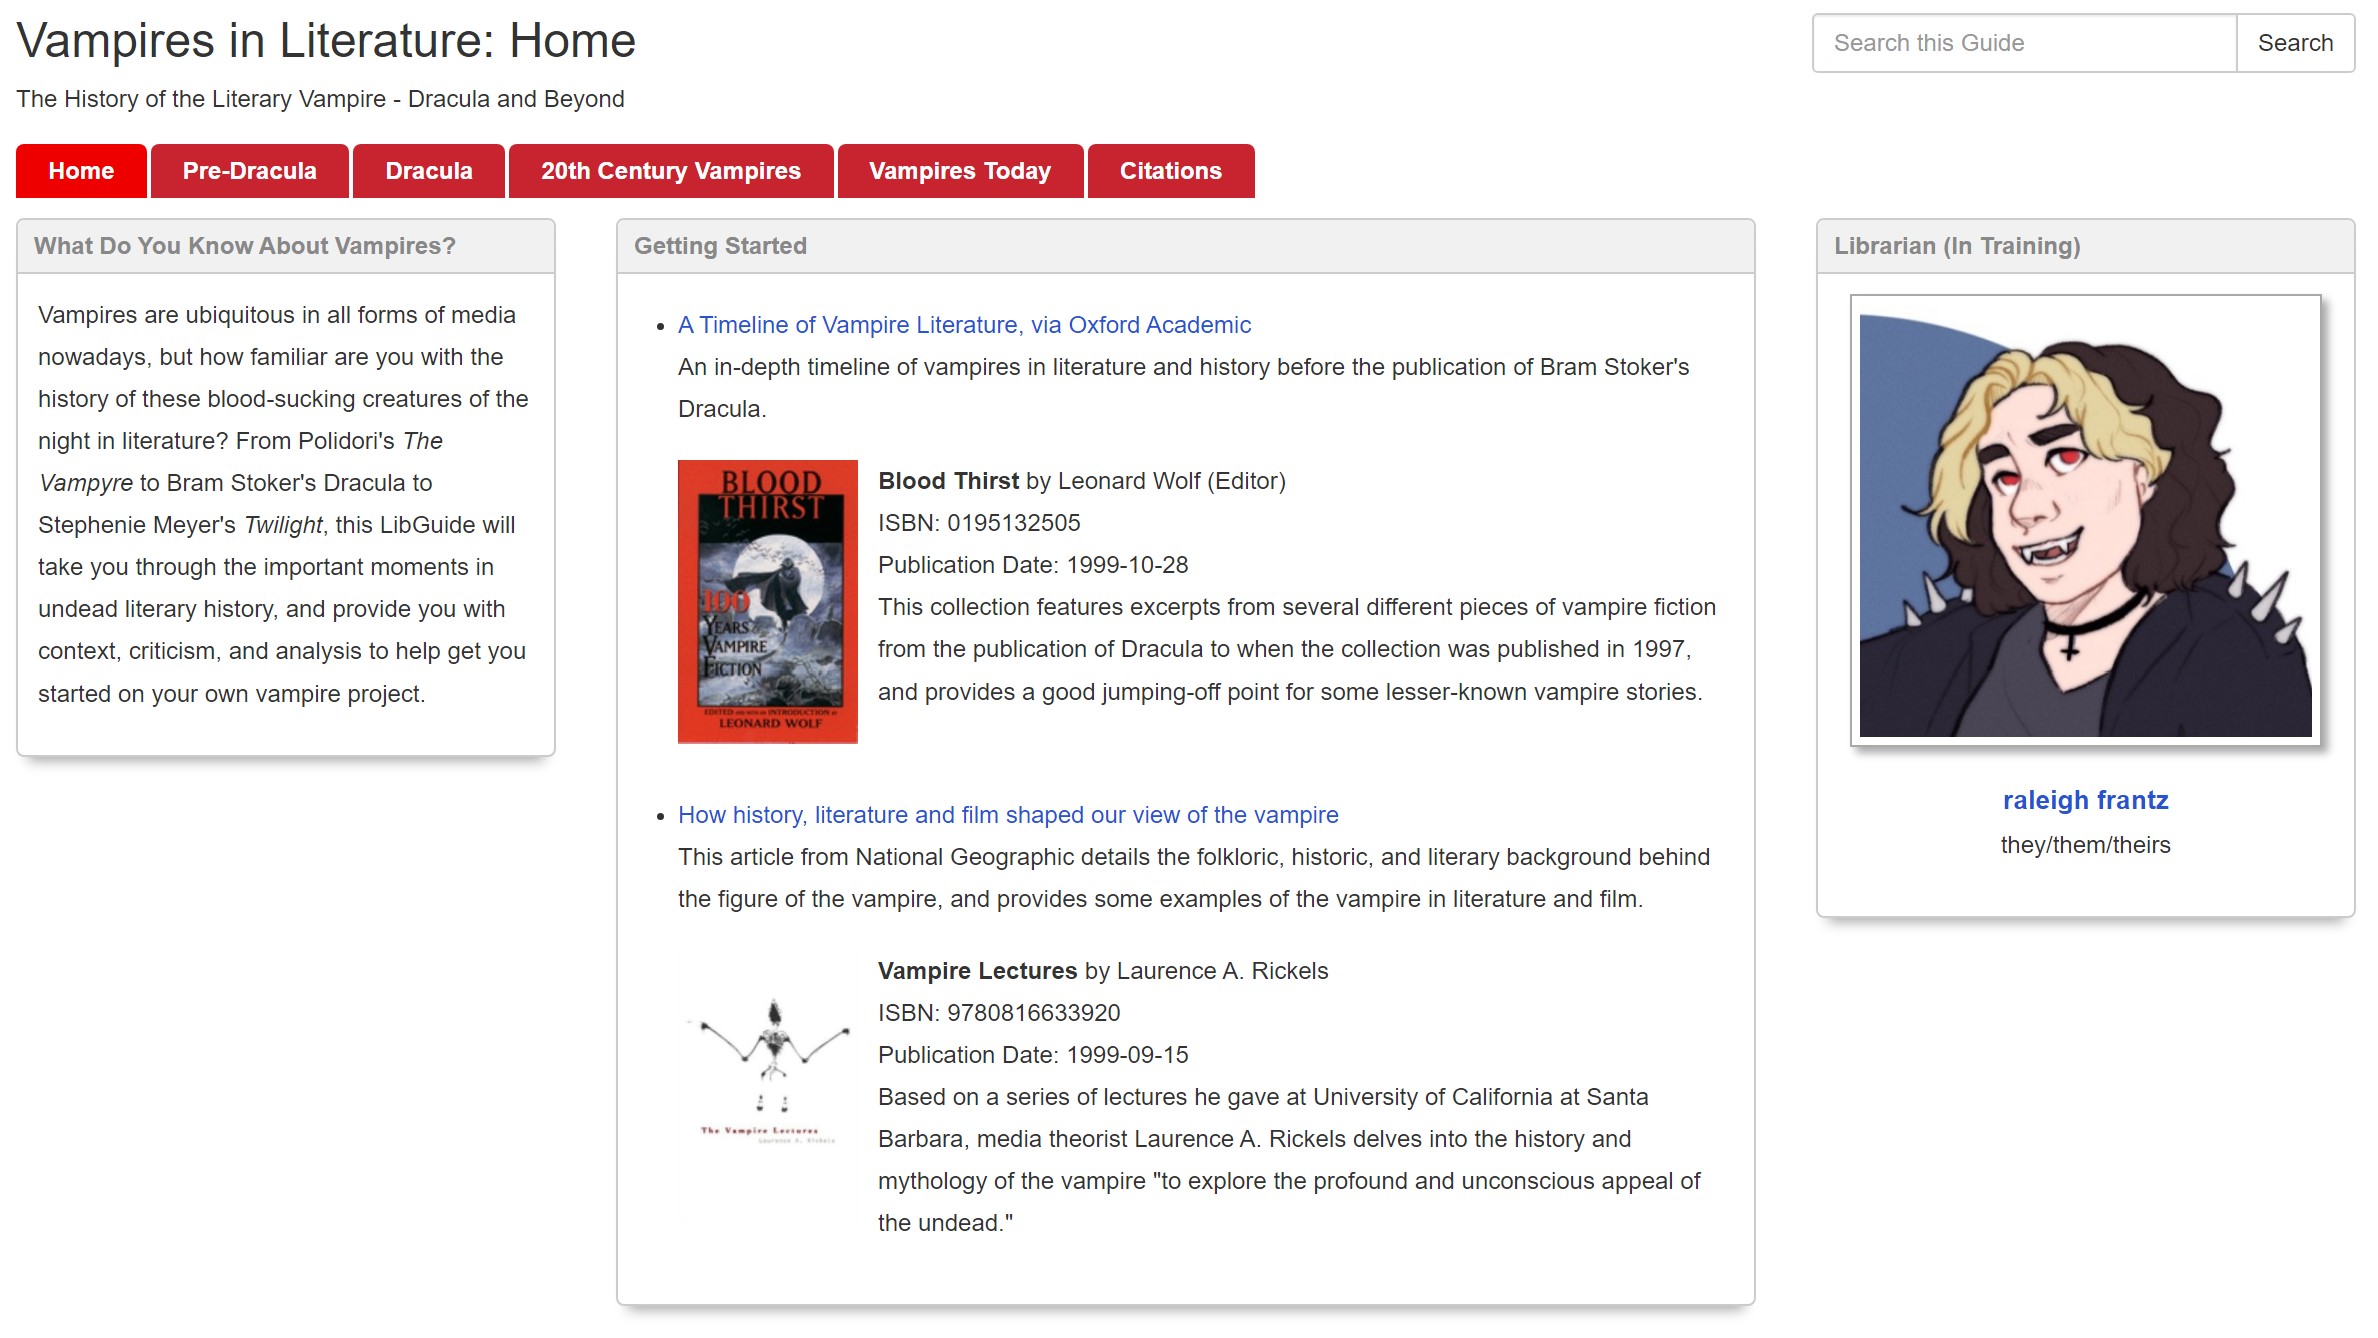 Vampires in Literature: Home
Search this Guide
Search
The History of the Literary Vampire - Dracula and Beyond
Home
Pre-Dracula
Dracula
20th Century Vampires
Vampires Today
Citations
What Do You Know About Vampires?
Vampires are ubiquitous in all forms of media
nowadays, but how familiar are you with the
history of these blood-sucking creatures of the
night in literature? From Polidori's The
Vampyre to Bram Stoker's Dracula to
Stephenie Meyer's Twilight, this LibGuide will
take you through the important moments in
undead literary history, and provide you with
context, criticism, and analysis to help get you
started on your own vampire project.
Getting Started
A Timeline of Vampire Literature, via Oxford Academic
An in-depth timeline of vampires in literature and history before the publication of Bram Stoker's
Dracula.
BLOOD
THIRST
100
YEARS of
VAMPIRE
FICTION
EDITED AND WITH AN INTRODUCTION BY
LEONARD WOLF
Blood Thirst by Leonard Wolf (Editor)
ISBN: 0195132505
Publication Date: 1999-10-28
This collection features excerpts from several different pieces of vampire fiction
from the publication of Dracula to when the collection was published in 1997,
and provides a good jumping-off point for some lesser-known vampire stories.
How history, literature and film shaped our view of the vampire
This article from National Geographic details the folkloric, historic, and literary background behind
the figure of the vampire, and provides some examples of the vampire in literature and film.
The Vampire Lectures
Laurence A. Rickels
Vampire Lectures by Laurence A. Rickels
ISBN: 9780816633920
Publication Date: 1999-09-15
Based on a series of lectures he gave at University of California at Santa
Barbara, media theorist Laurence A. Rickels delves into the history and
mythology of the vampire "to explore the profound and unconscious appeal of
the undead."
Librarian (In Training)
raleigh frantz
they/them/theirs